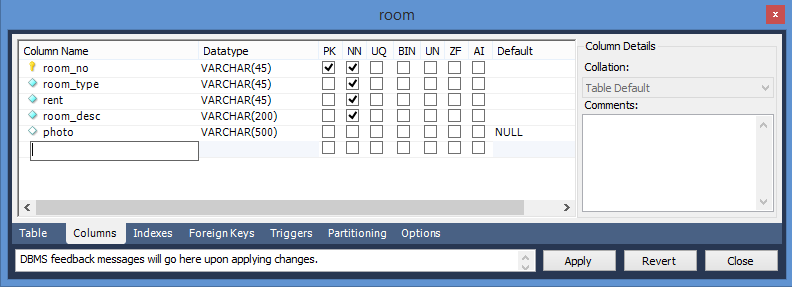 room
x
Column Name Datatype PK NN UQ BIN UN ZF AI Default
room_no VARCHAR(45)
room_type VARCHAR(45)
rent VARCHAR(45)
room_desc VARCHAR(200)
photo VARCHAR(500) NULL
Column Details
Collation:
Table Default
Comments:
Table Columns Indexes Foreign Keys Triggers Partitioning Options
DBMS feedback messages will go here upon applying changes.
Apply Revert Close